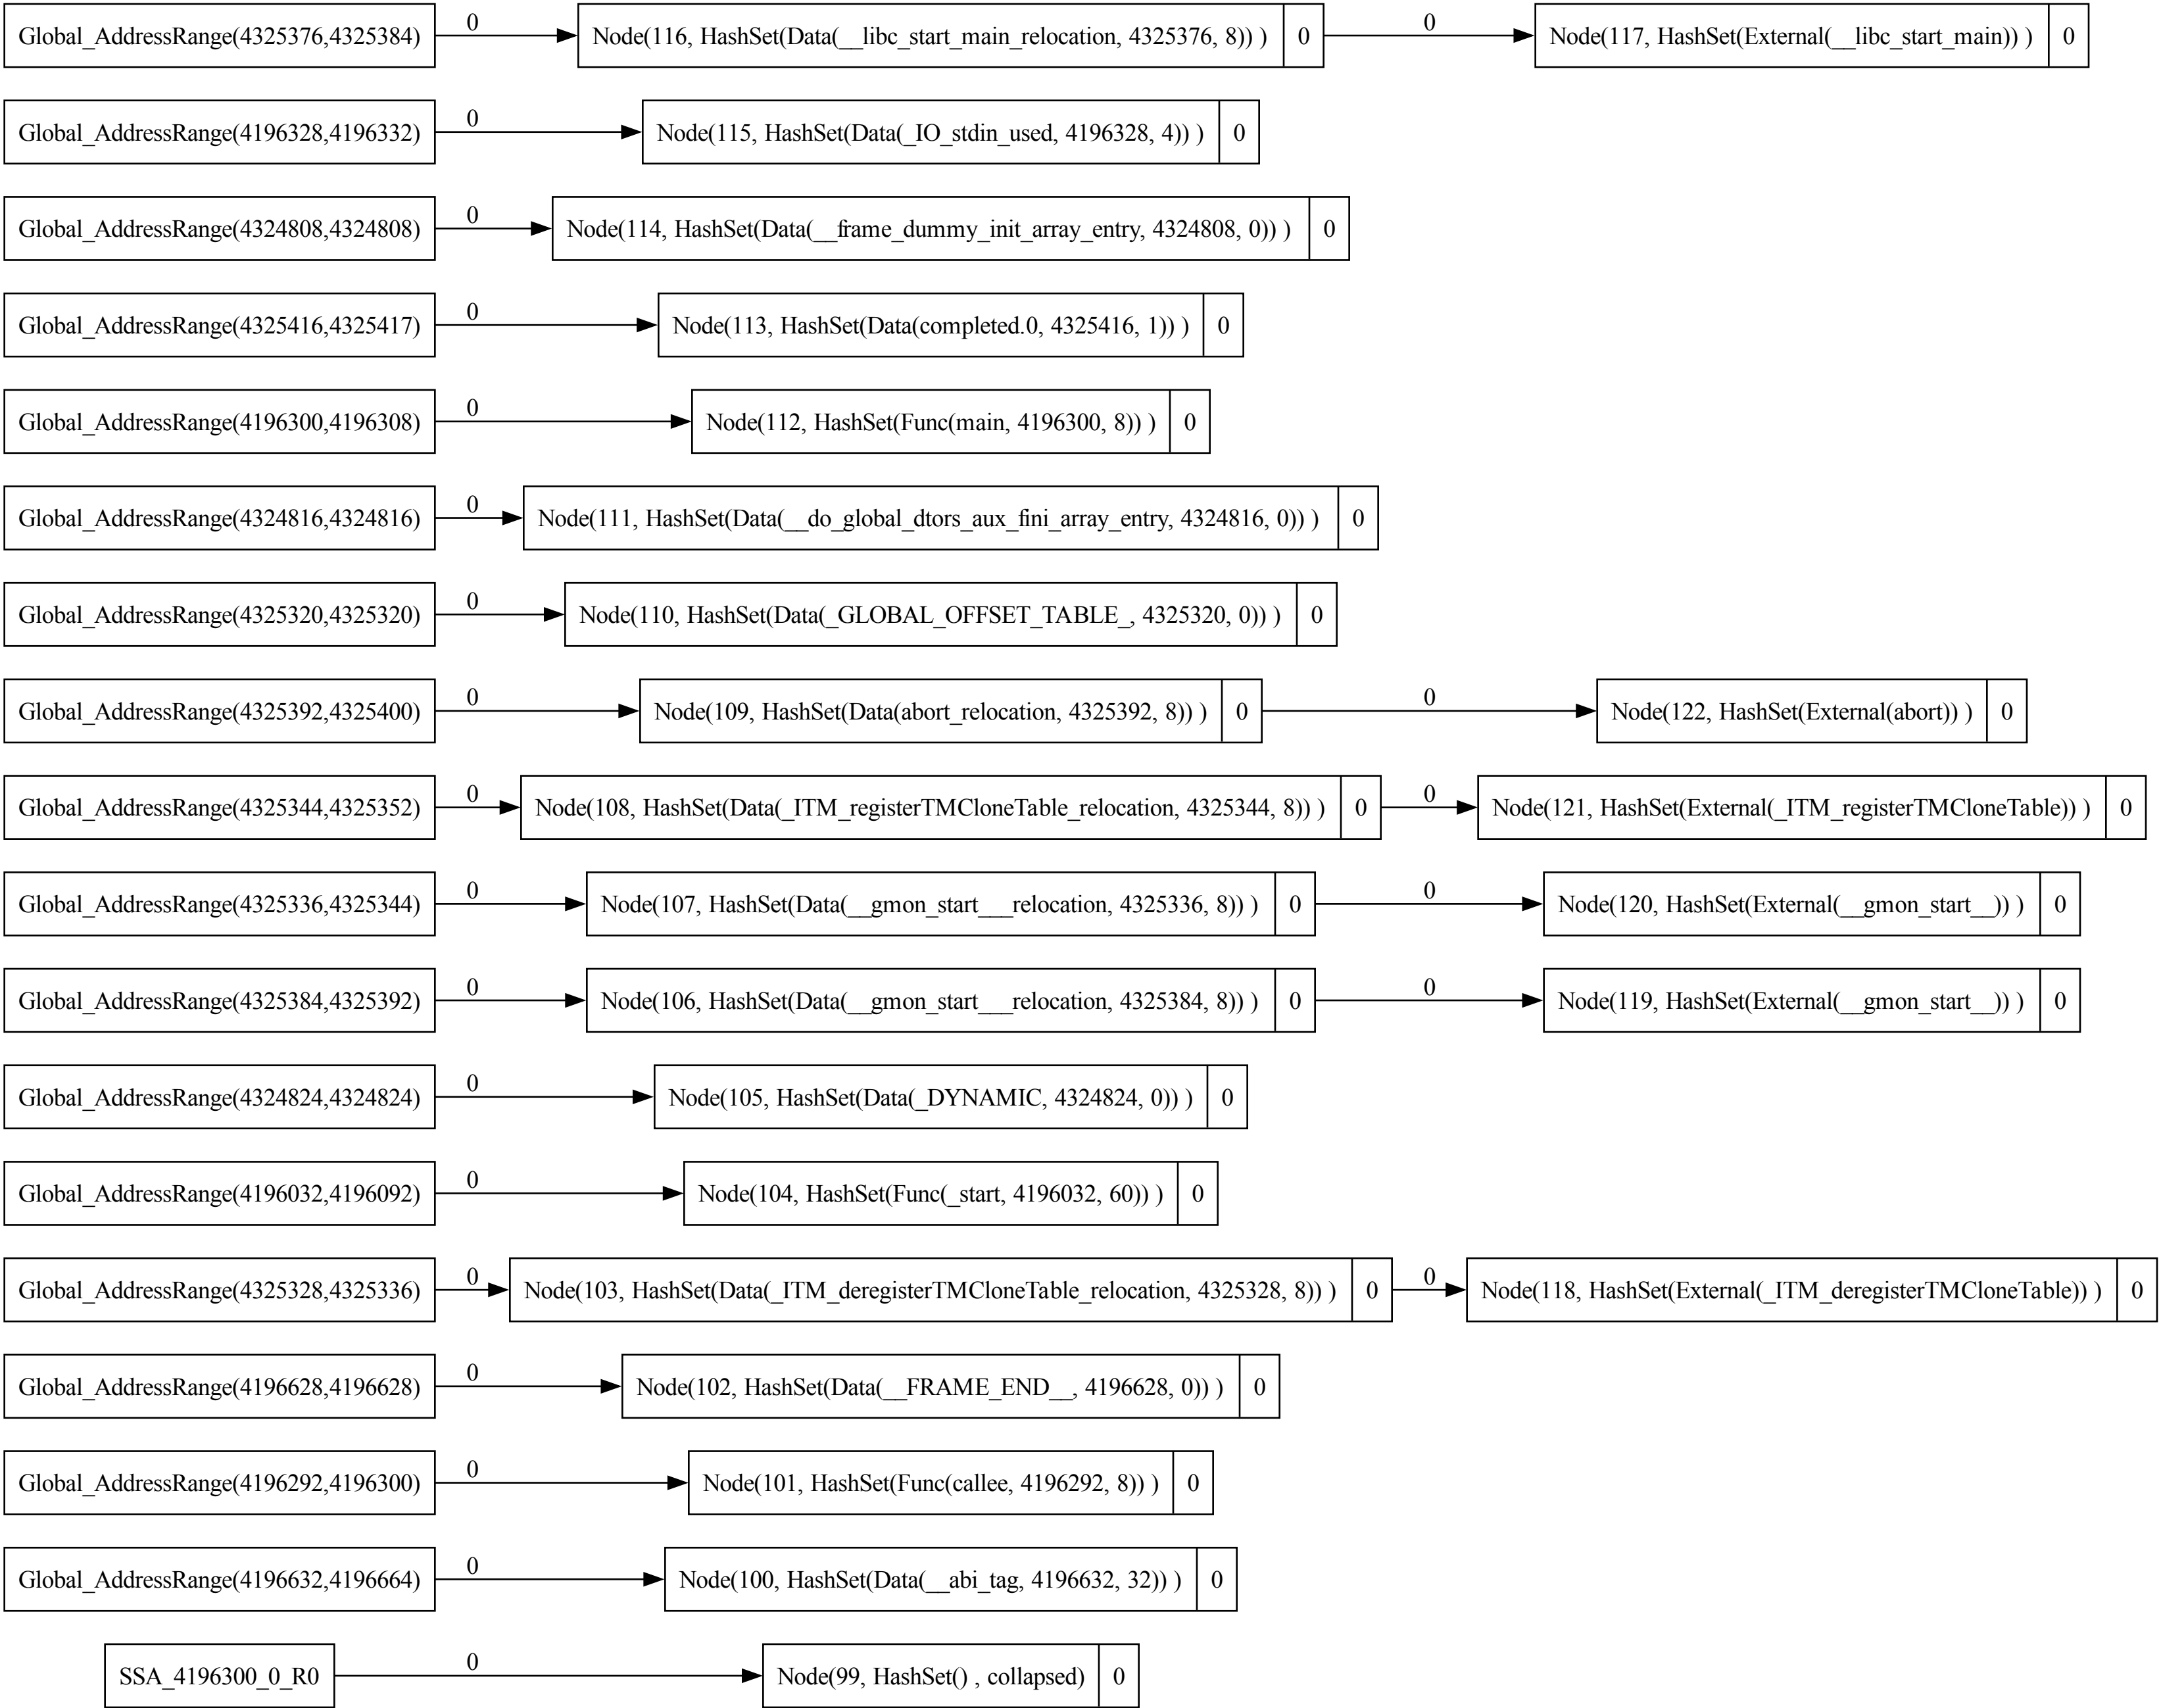 Global_AddressRange(4325376,4325384) 0 Node(116, HashSet(Data(__libc_start_main_relocation, 4325376, 8)) ) 0 0 Node(117, HashSet(External(__libc_start_main)) ) 0
Global_AddressRange(4196328,4196332) 0 Node(115, HashSet(Data(_IO_stdin_used, 4196328, 4)) ) 0
Global_AddressRange(4324808,4324808) 0 Node(114, HashSet(Data(__frame_dummy_init_array_entry, 4324808, 0)) ) 0
Global_AddressRange(4325416,4325417) 0 Node(113, HashSet(Data(completed.0, 4325416, 1)) ) 0
Global_AddressRange(4196300,4196308) 0 Node(112, HashSet(Func(main, 4196300, 8)) ) 0
Global_AddressRange(4324816,4324816) 0 Node(111, HashSet(Data(__do_global_dtors_aux_fini_array_entry, 4324816, 0)) ) 0
Global_AddressRange(4325320,4325320) 0 Node(110, HashSet(Data(_GLOBAL_OFFSET_TABLE_, 4325320, 0)) ) 0
Global_AddressRange(4325392,4325400) 0 Node(109, HashSet(Data(abort_relocation, 4325392, 8)) ) 0 0 Node(122, HashSet(External(abort)) ) 0
Global_AddressRange(4325344,4325352) 0 Node(108, HashSet(Data(_ITM_registerTMCloneTable_relocation, 4325344, 8)) ) 0 0 Node(121, HashSet(External(_ITM_registerTMCloneTable)) ) 0
Global_AddressRange(4325336,4325344) 0 Node(107, HashSet(Data(__gmon_start___relocation, 4325336, 8)) ) 0 0 Node(120, HashSet(External(__gmon_start__)) ) 0
Global_AddressRange(4325384,4325392) 0 Node(106, HashSet(Data(__gmon_start___relocation, 4325384, 8)) ) 0 0 Node(119, HashSet(External(__gmon_start__)) ) 0
Global_AddressRange(4324824,4324824) 0 Node(105, HashSet(Data(_DYNAMIC, 4324824, 0)) ) 0
Global_AddressRange(4196032,4196092) 0 Node(104, HashSet(Func(_start, 4196032, 60)) ) 0
Global_AddressRange(4325328,4325336) 0 Node(103, HashSet(Data(_ITM_deregisterTMCloneTable_relocation, 4325328, 8)) ) 0 0 Node(118, HashSet(External(_ITM_deregisterTMCloneTable)) ) 0
Global_AddressRange(4196628,4196628) 0 Node(102, HashSet(Data(__FRAME_END__, 4196628, 0)) ) 0
Global_AddressRange(4196292,4196300) 0 Node(101, HashSet(Func(callee, 4196292, 8)) ) 0
Global_AddressRange(4196632,4196664) 0 Node(100, HashSet(Data(__abi_tag, 4196632, 32)) ) 0
SSA_4196300_0_R0 0 Node(99, HashSet() , collapsed) 0